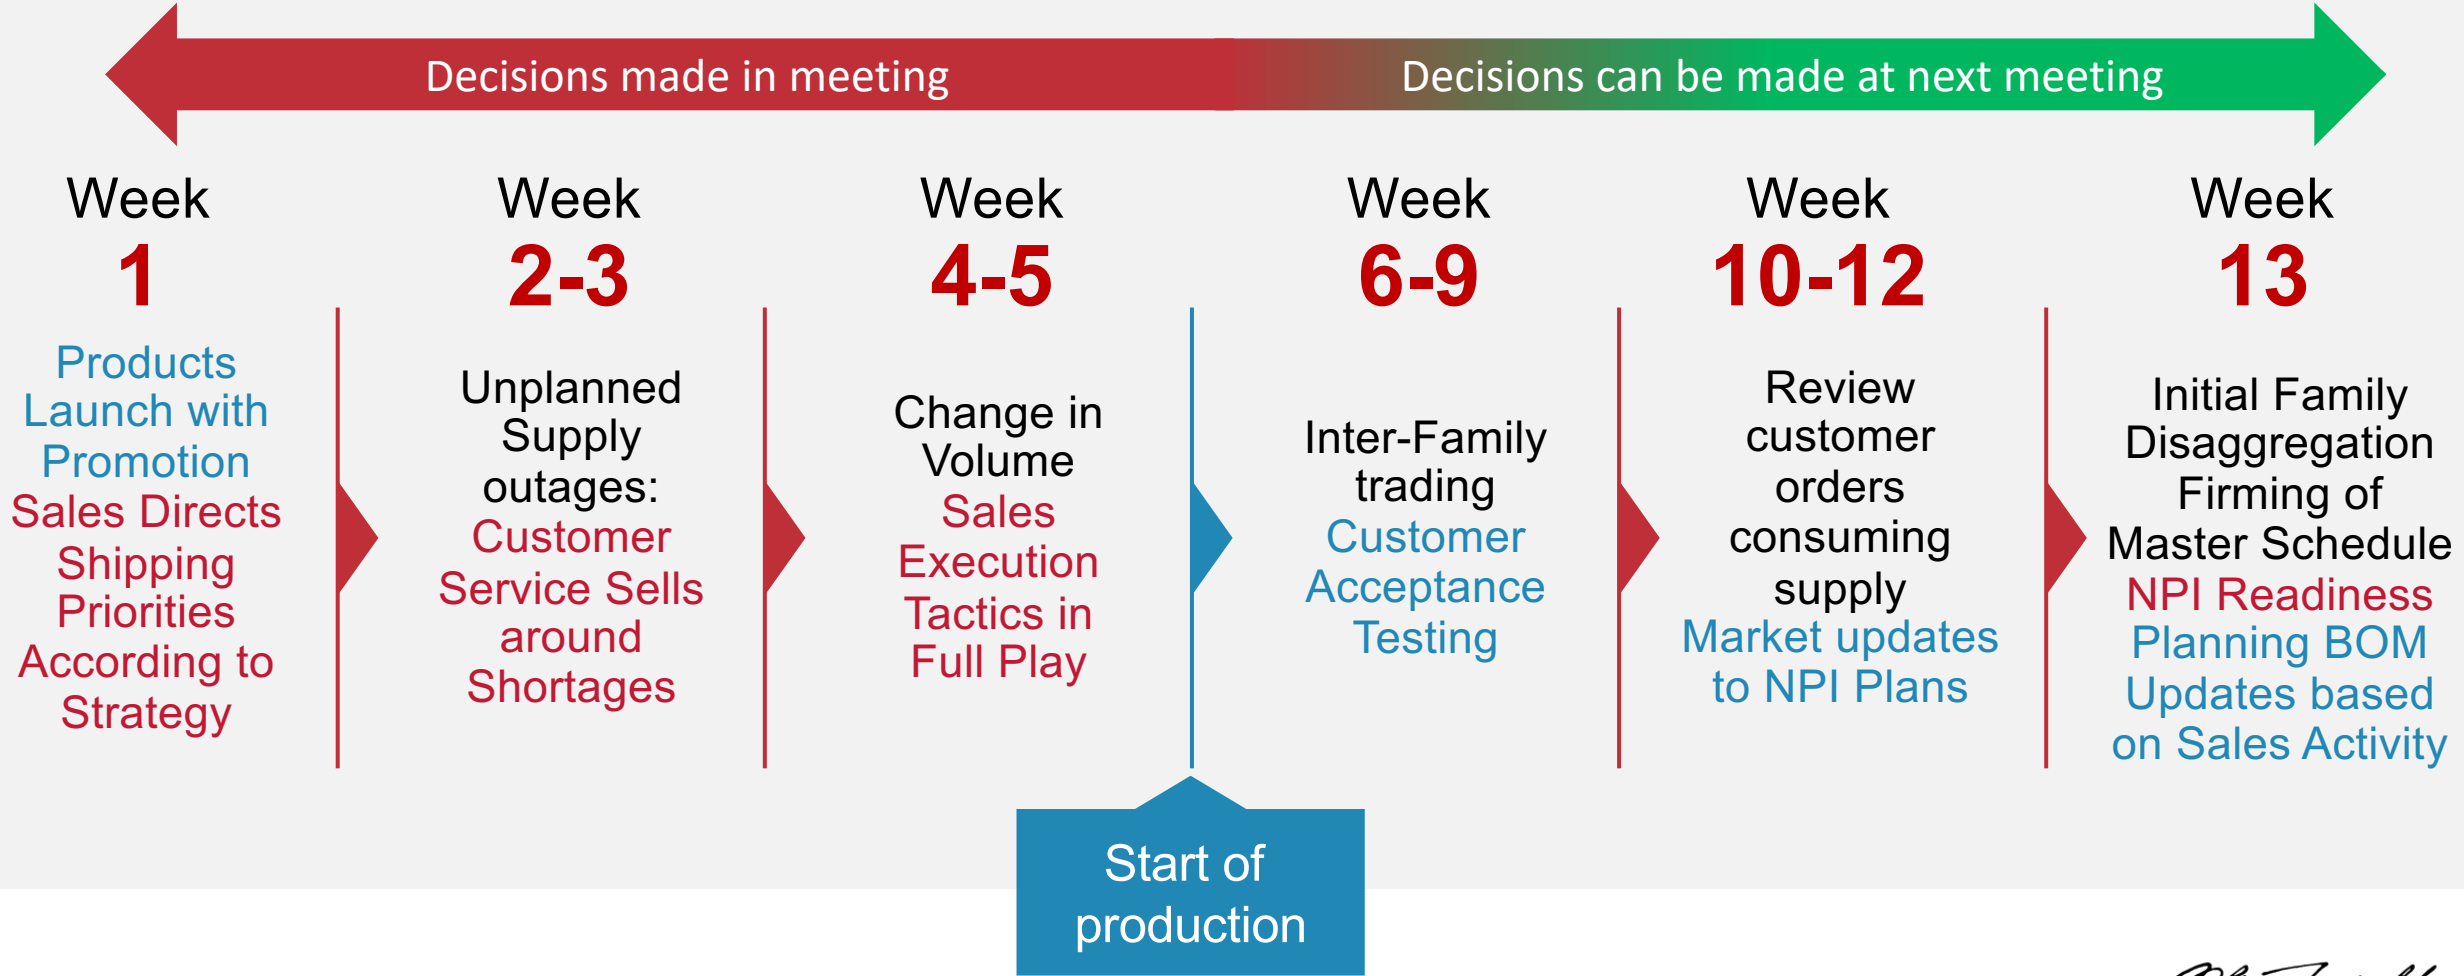 Decisions made in meeting
Decisions can be made at next meeting
Week
1
Products
Launch with
Promotion
Sales Directs
Shipping
Priorities
According to
Strategy
Week
2-3
Unplanned
Supply
outages:
Customer
Service Sells
around
Shortages
Week
4-5
Change in
Volume
Sales
Execution
Tactics in
Full Play
Week
6-9
Inter-Family
trading
Customer
Acceptance
Testing
Week
10-12
Review
customer
orders
consuming
supply
Market updates
to NPI Plans
Week
13
Initial Family
Disaggregation
Firming of
Master Schedule
NPI Readiness
Planning BOM
Updates based
on Sales Activity
Start of
production